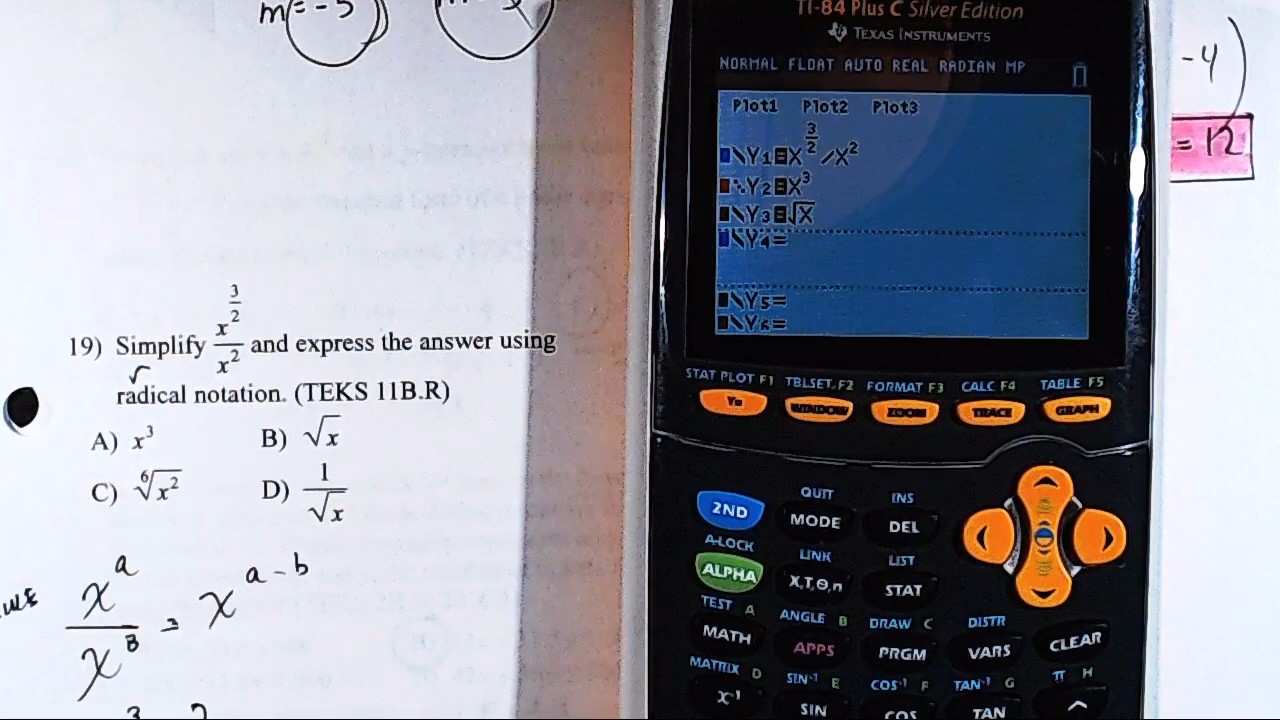 m = -5
-4)
= 12
19) Simplify x^(3/2)/x^2 and express the answer using
√
radical notation. (TEKS 11B.R)
A) x^3 B) √x
C) ⁶√x^2 D) 1/√x
x^a/x^b = x^(a-b)
3 2
TI-84 Plus C Silver Edition
TEXAS INSTRUMENTS
NORMAL FLOAT AUTO REAL RADIAN MP
Plot1 Plot2 Plot3
\Y1=X^(3/2)/X^2
Y2=X^3
\Y3=√X
\Y4=
\Y5=
\Y6=
STAT PLOT F1 TBLSET F2 FORMAT F3 CALC F4 TABLE F5
Y= WINDOW ZOOM TRACE GRAPH
QUIT INS
2ND MODE DEL
A-LOCK LINK LIST
ALPHA X,T,Θ,n STAT
TEST A ANGLE B DRAW C DISTR
MATH APPS PRGM VARS CLEAR
MATRIX D SIN⁻¹ E COS⁻¹ F TAN⁻¹ G π H
x⁻¹ SIN COS TAN ^